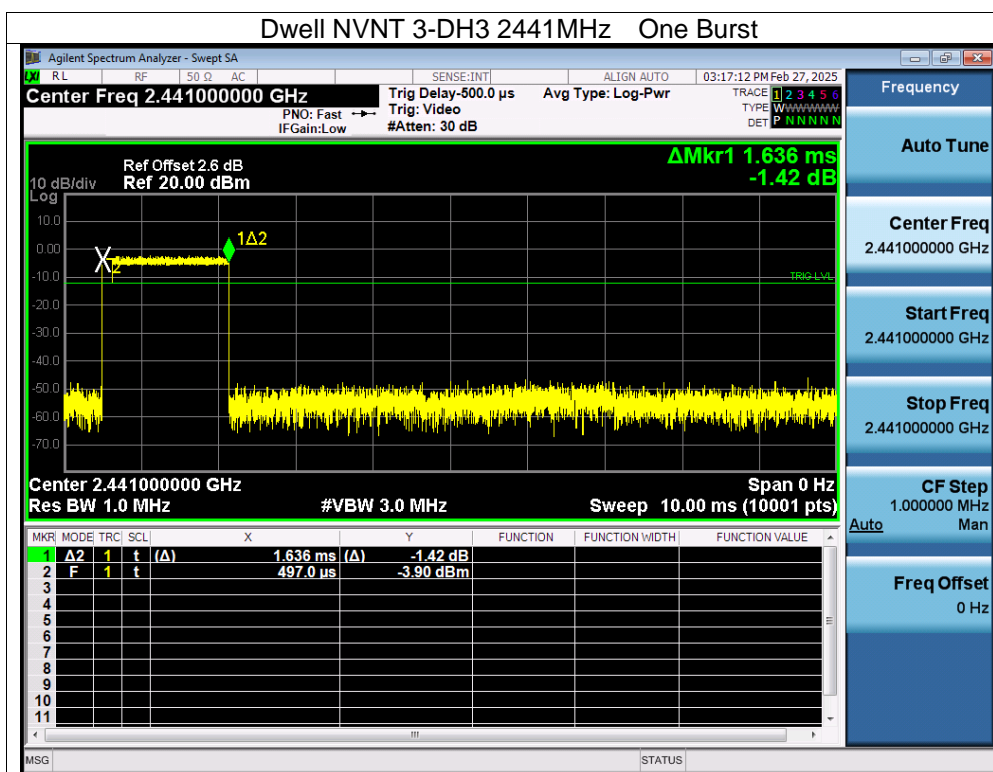 Dwell NVNT 3-DH3 2441MHz One Burst
Agilent Spectrum Analyzer - Swept SA
LXI RL RF 50 Ω AC SENSE:INT ALIGN AUTO 03:17:12 PM Feb 27, 2025
Center Freq 2.441000000 GHz Trig Delay-500.0 µs Avg Type: Log-Pwr TRACE 1 2 3 4 5 6
PNO: Fast Trig: Video TYPE WWWWWW
IFGain:Low #Atten: 30 dB DET P N N N N N
Frequency
Auto Tune
Center Freq
2.441000000 GHz
Start Freq
2.441000000 GHz
Stop Freq
2.441000000 GHz
CF Step
1.000000 MHz
Auto Man
Freq Offset
0 Hz
ΔMkr1 1.636 ms
-1.42 dB
Ref Offset 2.6 dB
10 dB/div Ref 20.00 dBm
Log
10.0
0.00
-10.0
-20.0
-30.0
-40.0
-50.0
-60.0
-70.0
1Δ2
2
TRIG LVL
Center 2.441000000 GHz Span 0 Hz
Res BW 1.0 MHz #VBW 3.0 MHz Sweep 10.00 ms (10001 pts)
MKR MODE TRC SCL X Y FUNCTION FUNCTION WIDTH FUNCTION VALUE
1 Δ2 1 t (Δ) 1.636 ms (Δ) -1.42 dB
2 F 1 t 497.0 µs -3.90 dBm
3
4
5
6
7
8
9
10
11
MSG STATUS